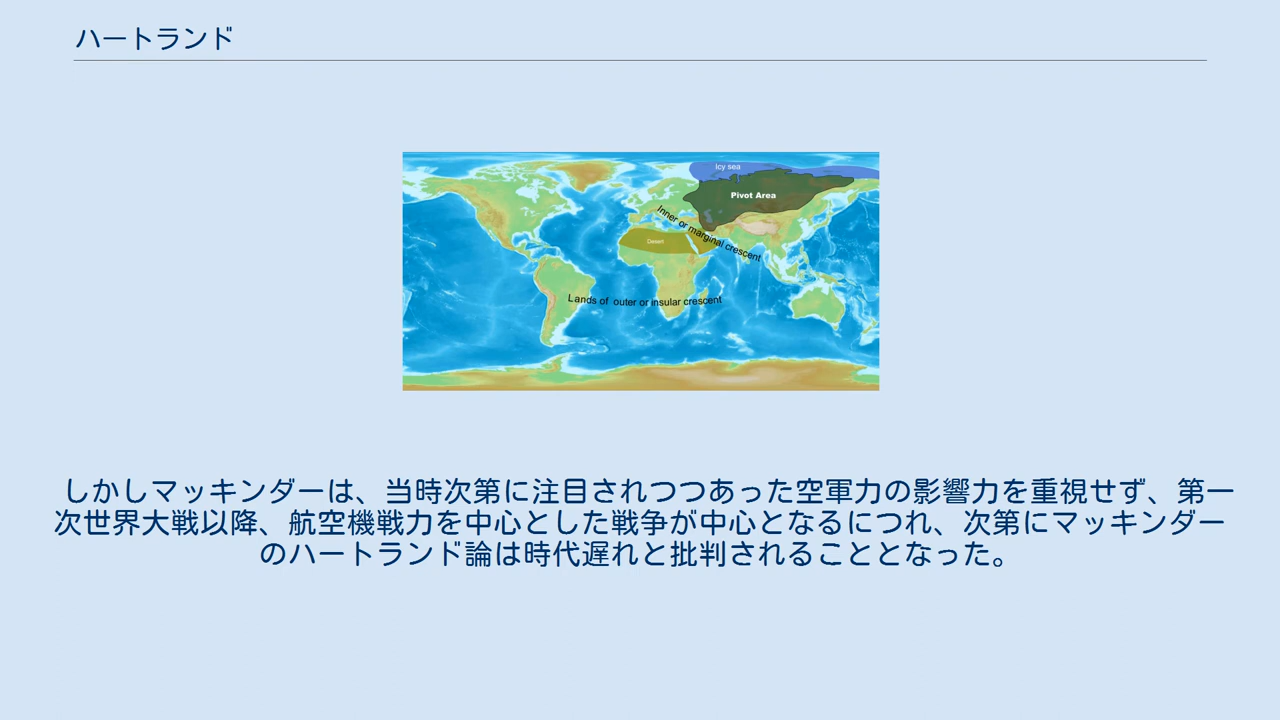 ハートランド
Icy sea
Pivot Area
Inner or marginal crescent
Desert
Lands of outer or insular crescent
しかしマッキンダーは、当時次第に注目されつつあった空軍力の影響力を重視せず、第一
次世界大戦以降、航空機戦力を中心とした戦争が中心となるにつれ、次第にマッキンダー
のハートランド論は時代遅れと批判されることとなった。